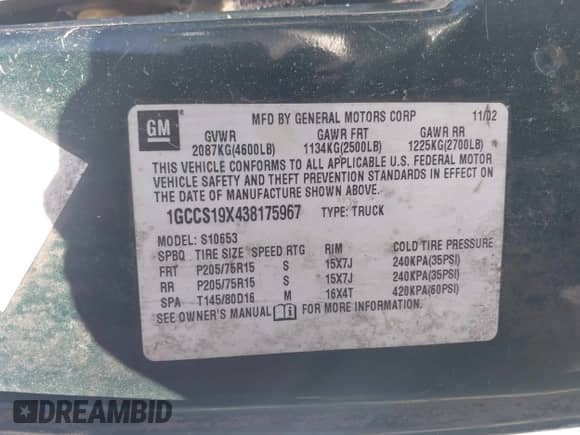 GM
MFD BY GENERAL MOTORS CORP 11/02
GVWR GAWR FRT GAWR RR
2087KG(4600LB) 1134KG(2500LB) 1225KG(2700LB)
THIS VEHICLE CONFORMS TO ALL APPLICABLE U.S. FEDERAL MOTOR
VEHICLE SAFETY AND THEFT PREVENTION STANDARDS IN EFFECT ON
THE DATE OF MANUFACTURE SHOWN ABOVE.
1GCCS19X438175967 TYPE: TRUCK
MODEL: S10653
SPBQ TIRE SIZE SPEED RTG RIM COLD TIRE PRESSURE
FRT P205/75R15 S 15X7J 240KPA(35PSI)
RR P205/75R15 S 15X7J 240KPA(35PSI)
SPA T145/80D16 M 16X4T 420KPA(60PSI)
SEE OWNER'S MANUAL FOR MORE INFORMATION.
DREAMBID